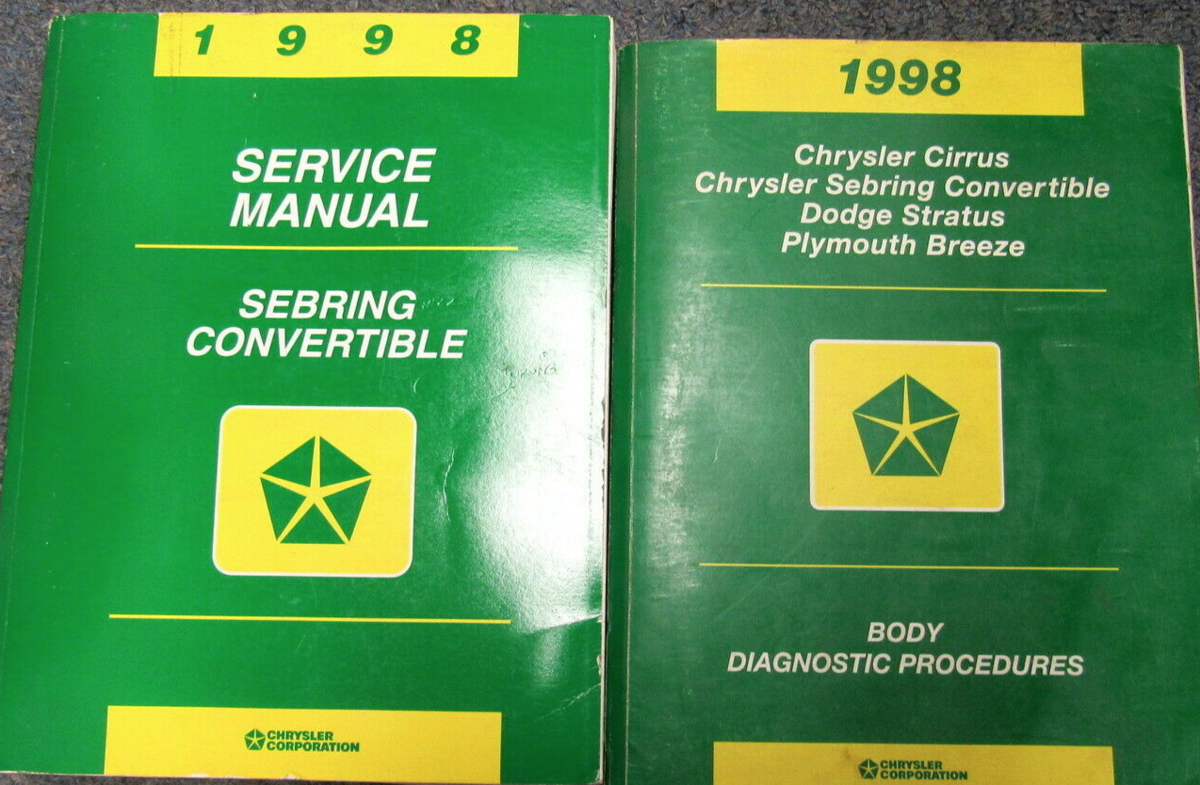 1 9 9 8
SERVICE
MANUAL
SEBRING
CONVERTIBLE
CHRYSLER
CORPORATION
1998
Chrysler Cirrus
Chrysler Sebring Convertible
Dodge Stratus
Plymouth Breeze
BODY
DIAGNOSTIC PROCEDURES
CHRYSLER
CORPORATION